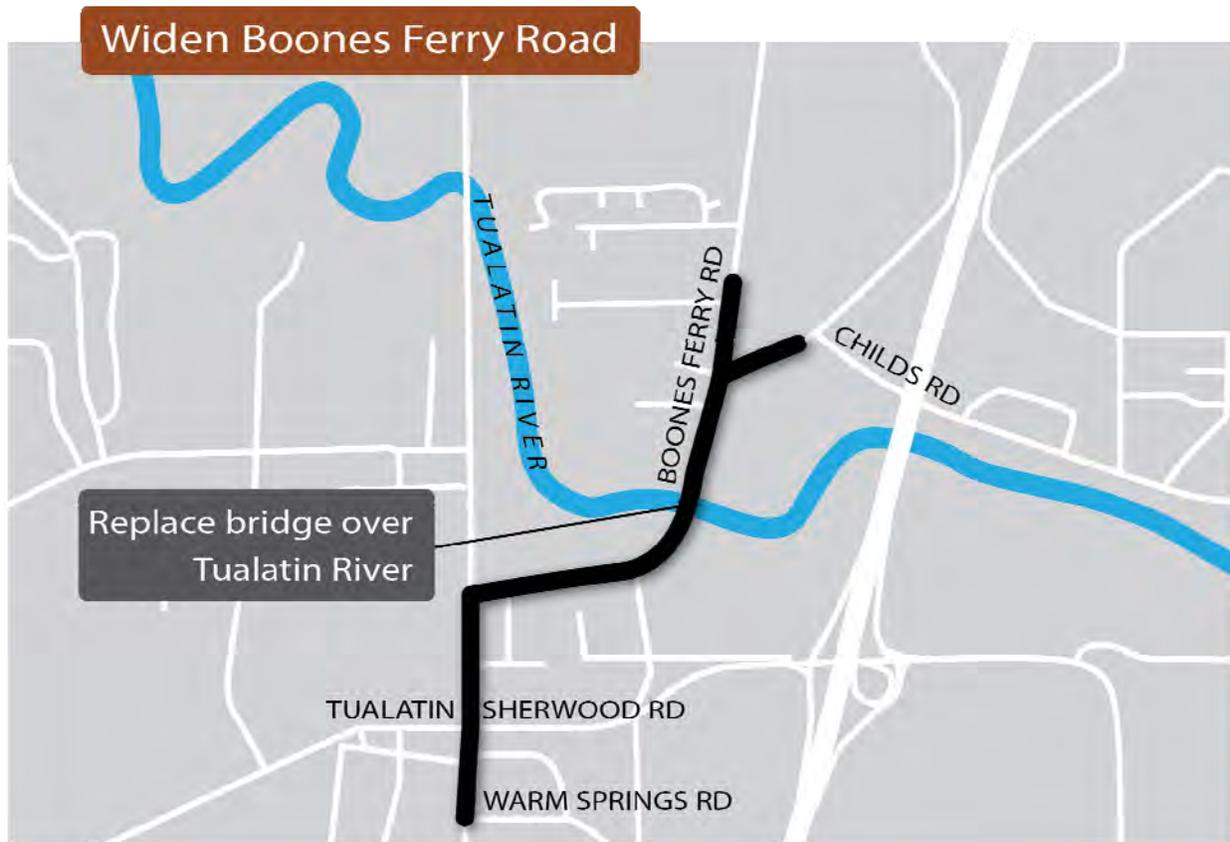 Widen Boones Ferry Road
TUALATIN RIVER
BOONES FERRY RD
CHILDS RD
Replace bridge over
Tualatin River
TUALATIN SHERWOOD RD
WARM SPRINGS RD